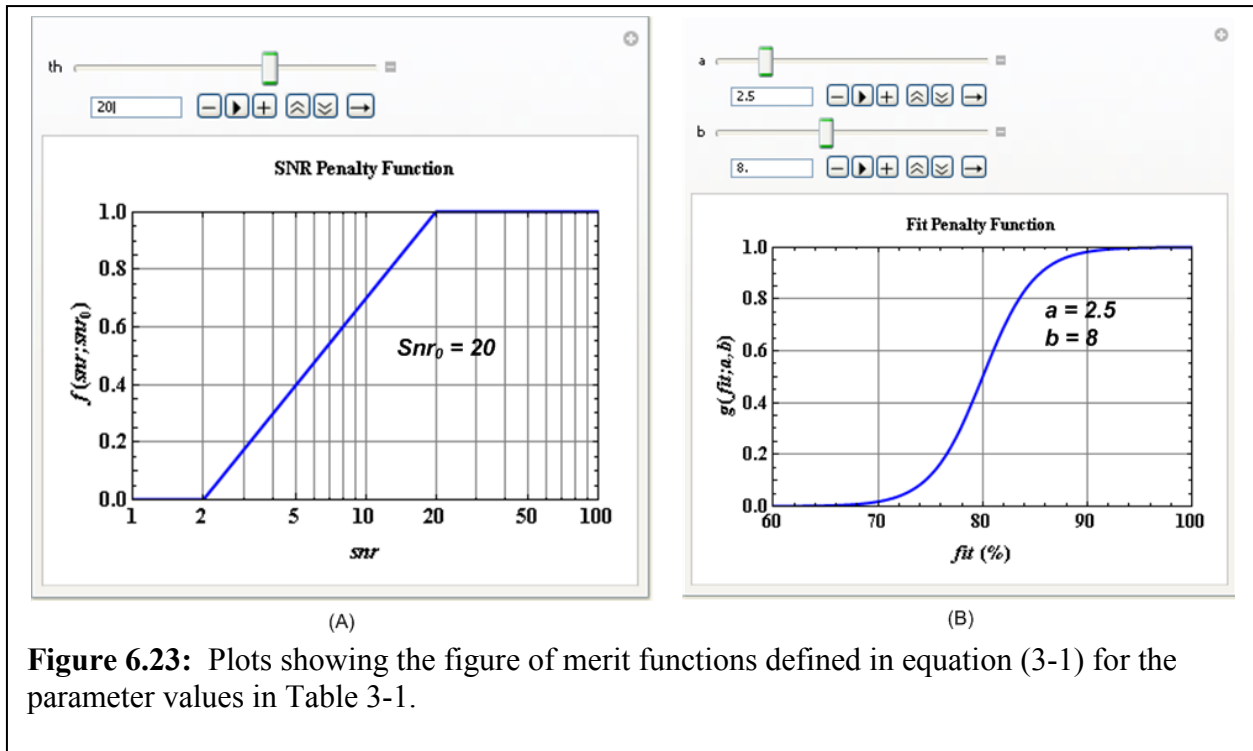 th
20
SNR Penalty Function
f(snr;snr₀)
1.0
0.8
0.6
0.4
0.2
0.0
Snr₀ = 20
1 2 5 10 20 50 100
snr
(A)
a
2.5
b
8.
Fit Penalty Function
g(fit;a,b)
1.0
0.8
0.6
0.4
0.2
0.0
a = 2.5
b = 8
60 70 80 90 100
fit (%)
(B)
Figure 6.23: Plots showing the figure of merit functions defined in equation (3-1) for the
parameter values in Table 3-1.